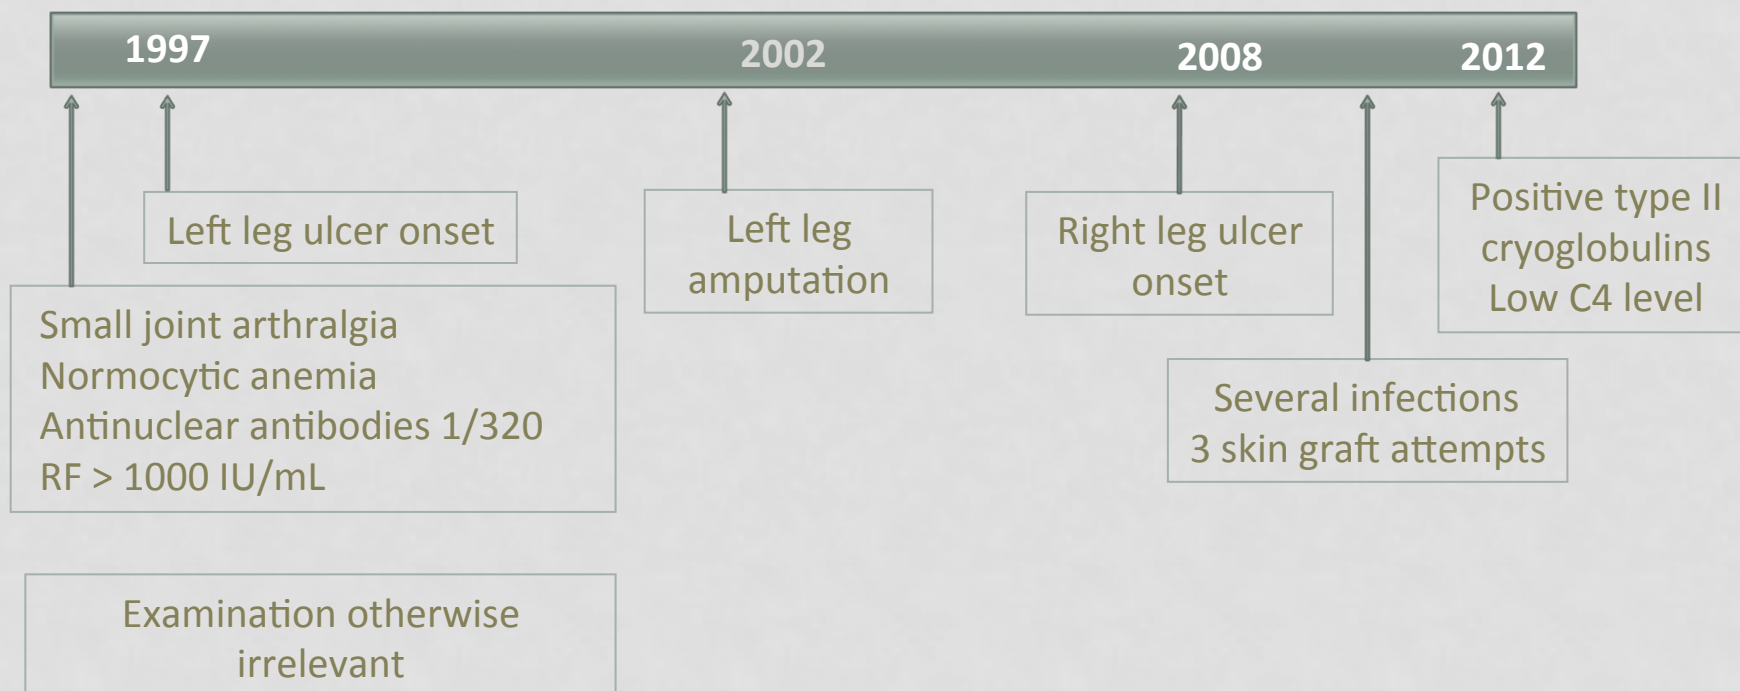 1997
2002
2008
2012
Left leg ulcer onset
Small joint arthralgia
Normocytic anemia
Antinuclear antibodies 1/320
RF > 1000 IU/mL
Examination otherwise
irrelevant
Left leg
amputation
Right leg ulcer
onset
Several infections
3 skin graft attempts
Positive type II
cryoglobulins
Low C4 level